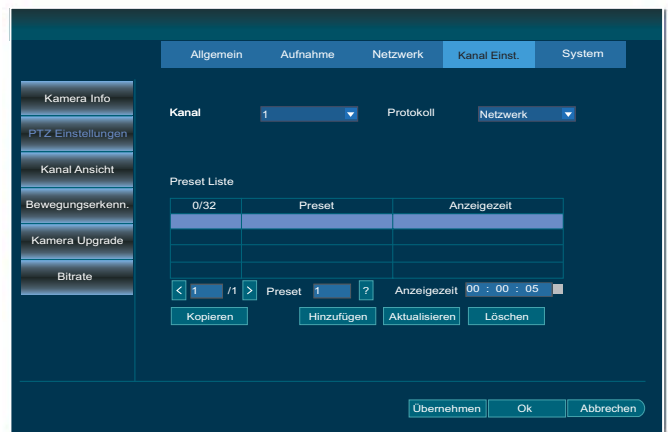 Allgemein Aufnahme Netzwerk Kanal Einst. System
Kamera Info
PTZ Einstellungen
Kanal Ansicht
Bewegungserkenn.
Kamera Upgrade
Bitrate
Kanal 1 Protokoll Netzwerk
Preset Liste
0/32 Preset Anzeigezeit
< 1 /1 > Preset 1 ? Anzeigezeit 00 : 00 : 05
Kopieren Hinzufügen Aktualisieren Löschen
Übernehmen Ok Abbrechen